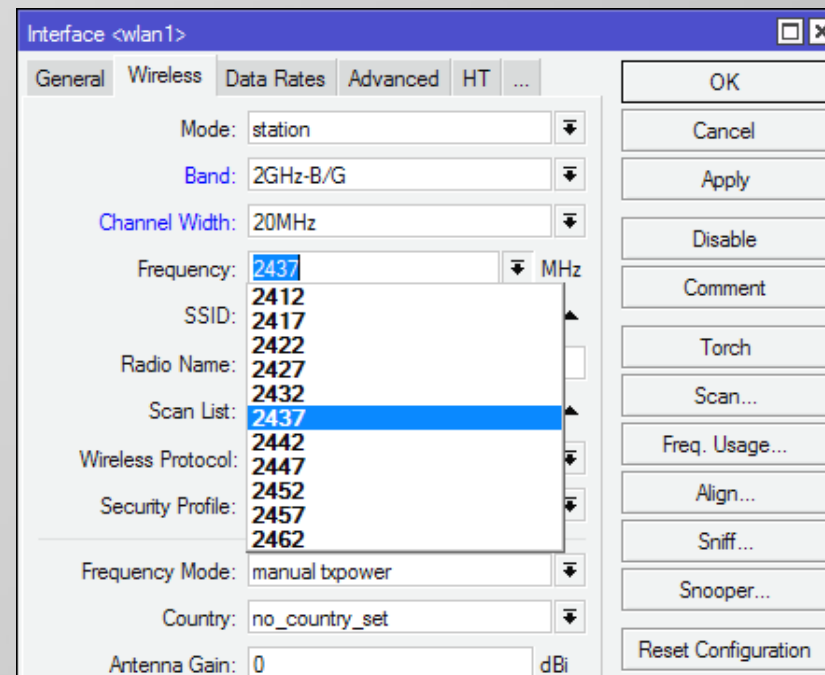 Interface <wlan1>
General Wireless Data Rates Advanced HT ...
Mode: station
Band: 2GHz-B/G
Channel Width: 20MHz
Frequency: 2437 MHz
2412
2417
2422
2427
2432
2437
2442
2447
2452
2457
2462
SSID:
Radio Name:
Scan List:
Wireless Protocol:
Security Profile:
Frequency Mode: manual txpower
Country: no_country_set
Antenna Gain: 0 dBi
OK
Cancel
Apply
Disable
Comment
Torch
Scan...
Freq. Usage...
Align...
Sniff...
Snooper...
Reset Configuration